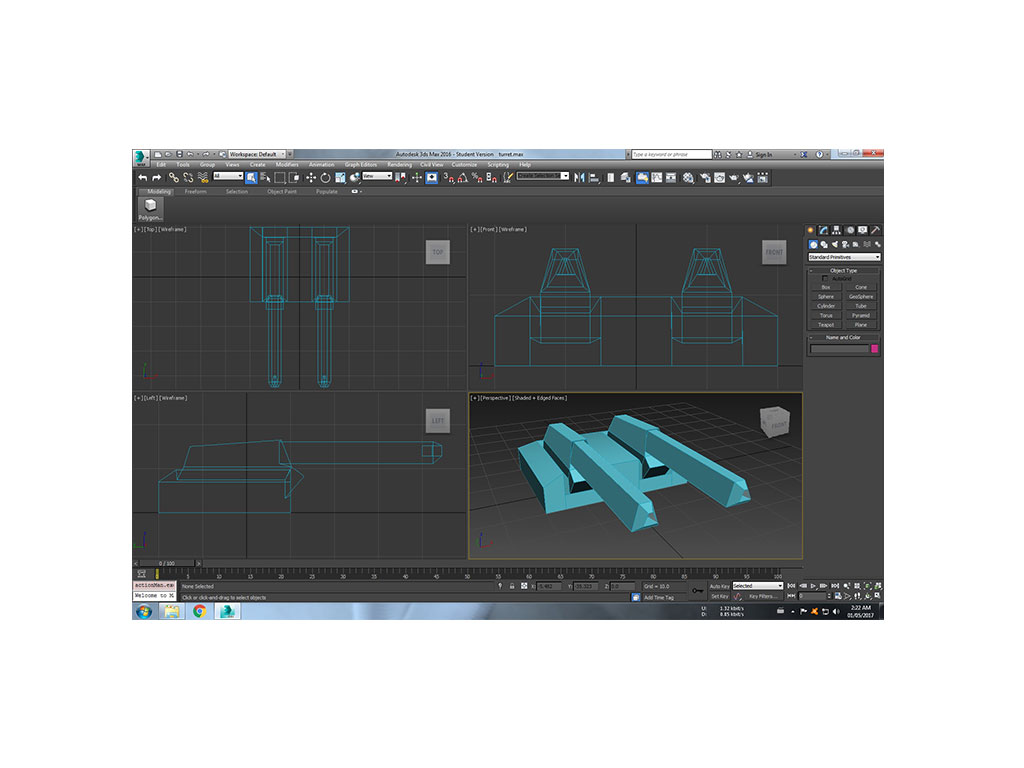 Workspace: Default
Autodesk 3ds Max 2016 - Student Version   turret.max
Type a keyword or phrase
Sign In
Edit Tools Group Views Create Modifiers Animation Graph Editors Rendering Civil View Customize Scripting Help
All
View
Create Selection Se
Modeling Freeform Selection Object Paint Populate
Polygon...
[+] [Top] [Wireframe]
TOP
[+] [Front] [Wireframe]
FRONT
Standard Primitives
Object Type
AutoGrid
Box Cone
Sphere GeoSphere
Cylinder Tube
Torus Pyramid
Teapot Plane
Name and Color
[+] [Left] [Wireframe]
LEFT
[+] [Perspective] [Shaded + Edged Faces]
FRONT
0 / 100
0 5 10 15 20 25 30 35 40 45 50 55 60 65 70 75 80 85 90 95 100
actionMan.ex
None Selected
X: Y: Z:
Grid = 10.0
Auto Key Selected
Welcome to M
Click or click-and-drag to select objects
Add Time Tag
Set Key Key Filters...
0
U: 1.32 kbit/s
D: 8.85 kbit/s
2:22 AM
01/05/2017